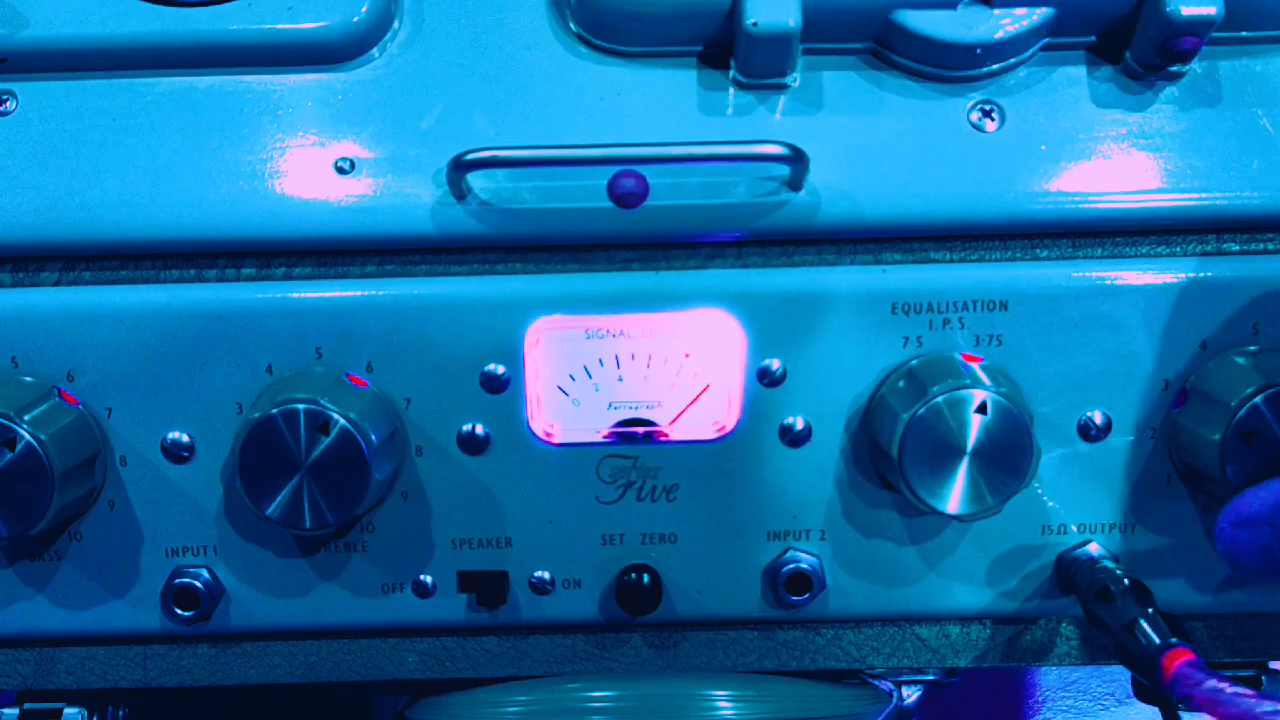 EQUALISATION
I.P.S.
7·5 3·75
SIGNAL LEVEL
0 2 4 6
Ferrograph
Series
Five
5 6 7 8 9 10
BASS
3 4 5 6 7 8 9 10
TREBLE
1 2 3 4 5
INPUT 1
SPEAKER
OFF ON
SET ZERO
INPUT 2
15Ω OUTPUT